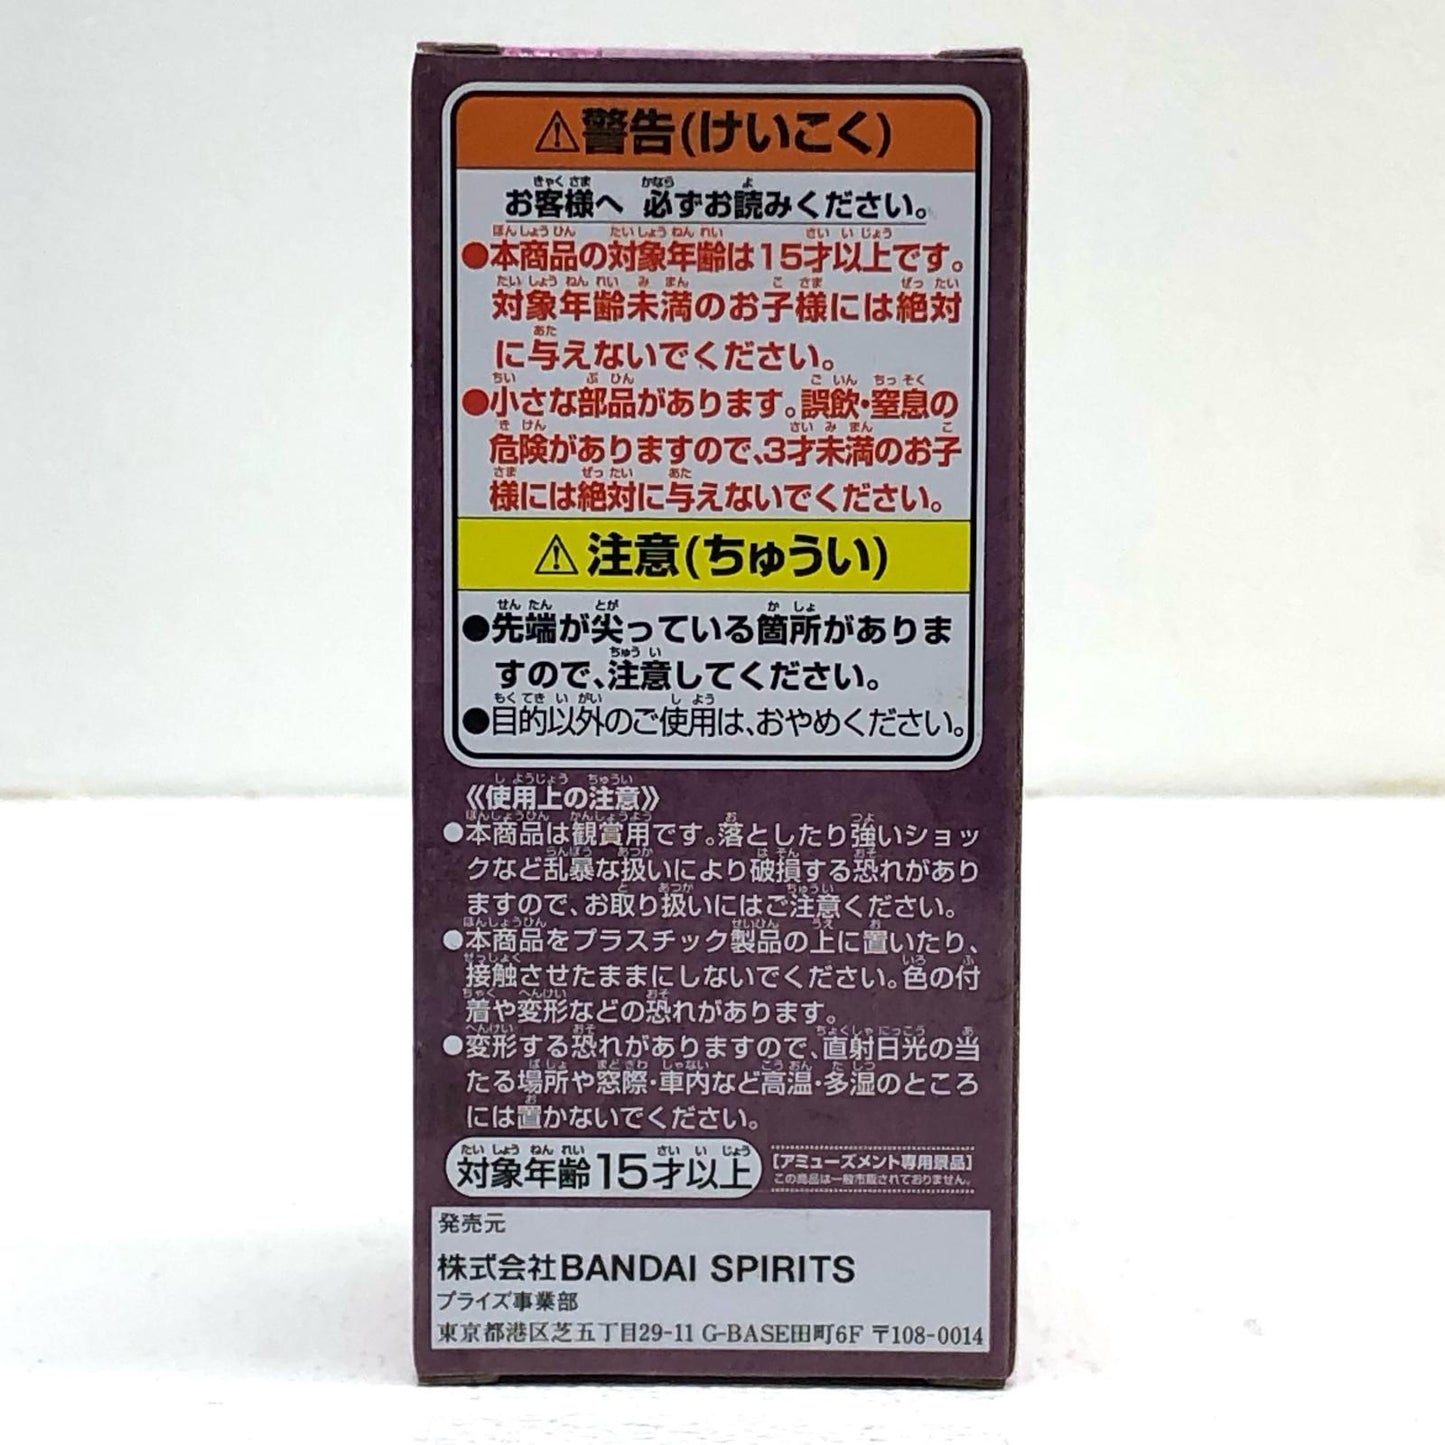 ⚠警告(けいこく)
お客様へ 必ずお読みください。
●本商品の対象年齢は15才以上です。
対象年齢未満のお子様には絶対
に与えないでください。
●小さな部品があります。誤飲・窒息の
危険がありますので、3才未満のお子
様には絶対に与えないでください。
⚠注意(ちゅうい)
●先端が尖っている箇所がありま
すので、注意してください。
●目的以外のご使用は、おやめください。
《使用上の注意》
●本商品は観賞用です。落としたり強いショッ
クなど乱暴な扱いにより破損する恐れがあり
ますので、お取り扱いにはご注意ください。
●本商品をプラスチック製品の上に置いたり、
接触させたままにしないでください。色の付
着や変形などの恐れがあります。
●変形する恐れがありますので、直射日光の当
たる場所や窓際・車内など高温・多湿のところ
には置かないでください。
対象年齢15才以上
[アミューズメント専用景品]
この商品は一般市販されておりません。
発売元
株式会社BANDAI SPIRITS
プライズ事業部
東京都港区芝五丁目29-11 G-BASE田町6F 〒108-0014